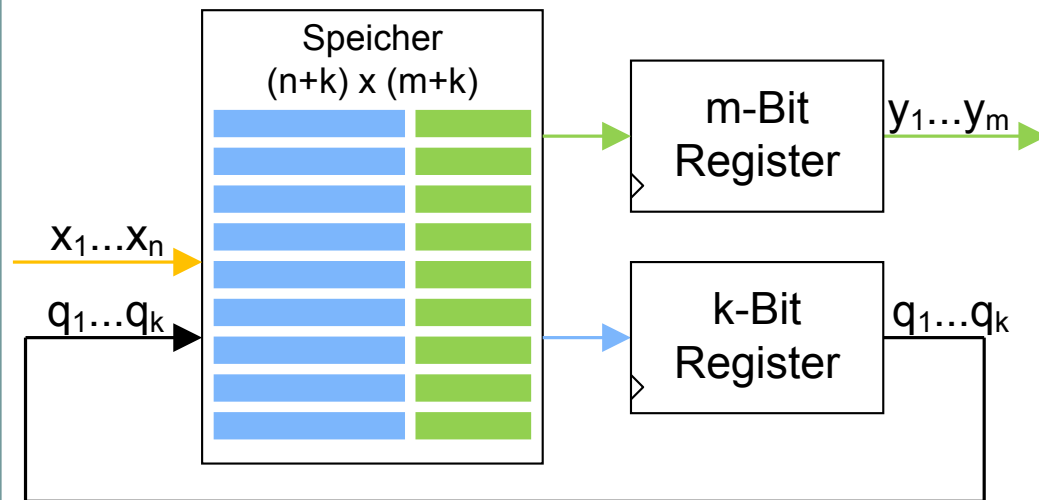 Speicher
(n+k) x (m+k)
m-Bit
Register
y₁...yₘ
x₁...xₙ
q₁...qₖ
k-Bit
Register
q₁...qₖ